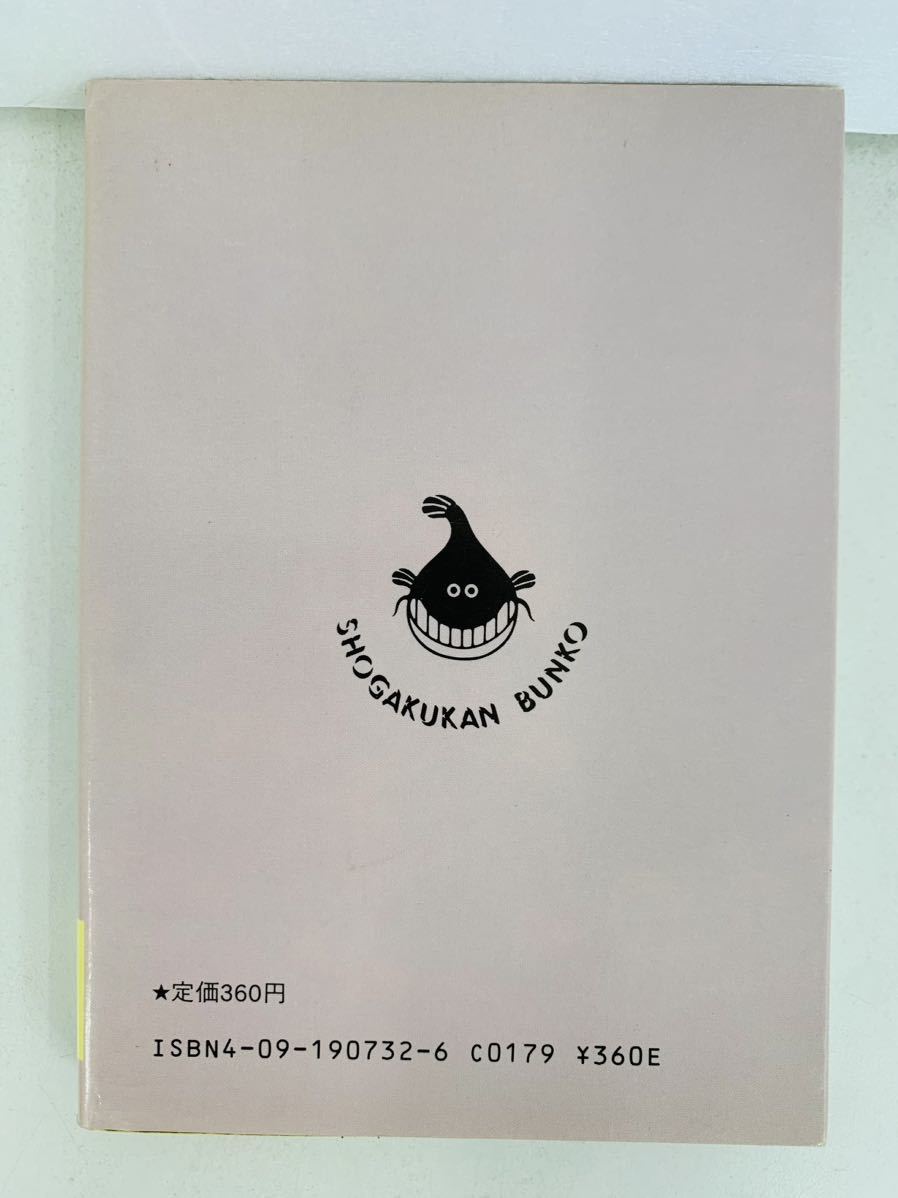 SHOGAKUKAN BUNKO
★定価360円
ISBN4-09-190732-6 C0179 ¥360E